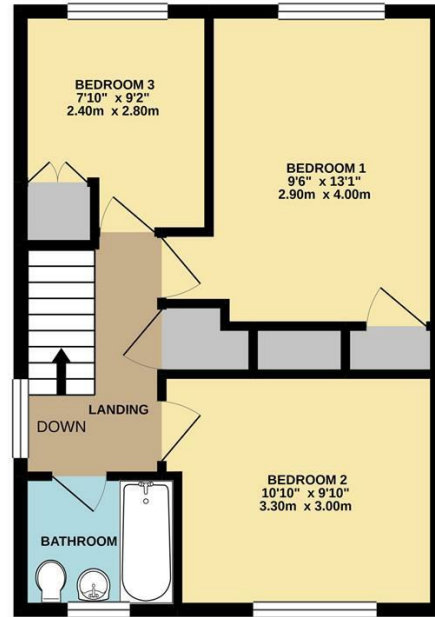 BEDROOM 3
7'10" x 9'2"
2.40m x 2.80m
BEDROOM 1
9'6" x 13'1"
2.90m x 4.00m
LANDING
DOWN
BEDROOM 2
10'10" x 9'10"
3.30m x 3.00m
BATHROOM